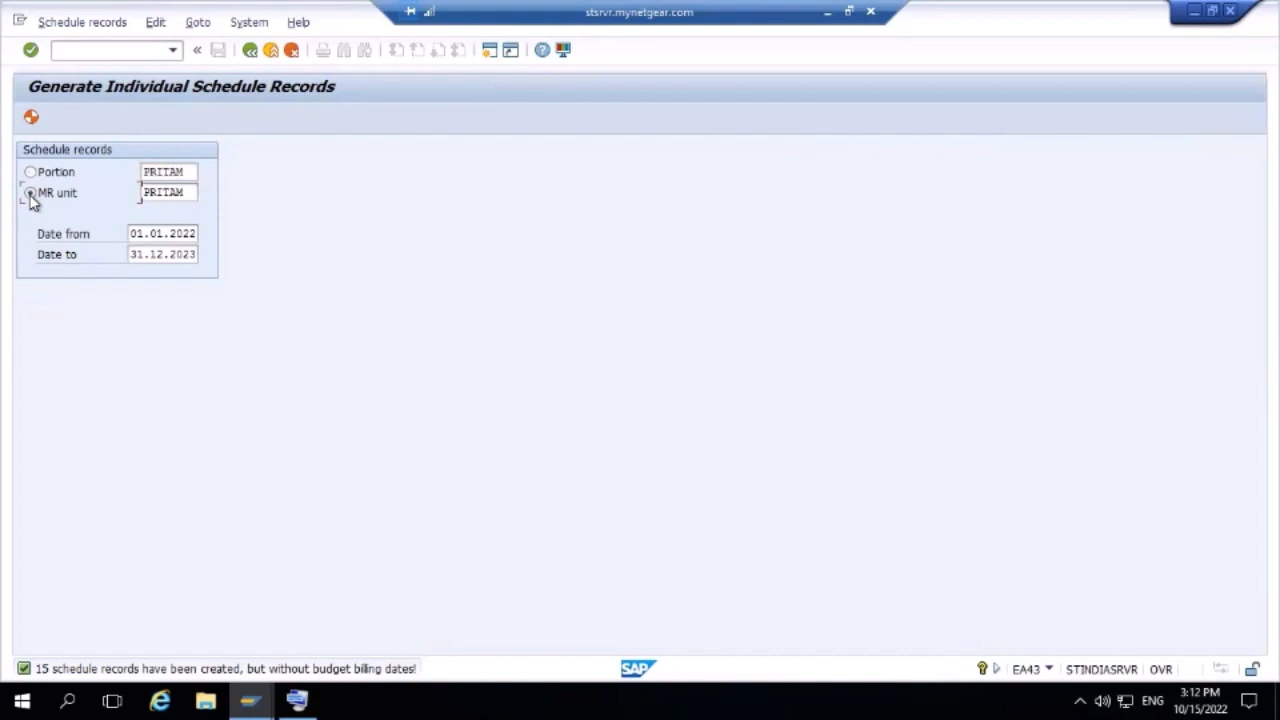 stsrvr.mynetgear.com
Schedule records Edit Goto System Help
Generate Individual Schedule Records
Schedule records
Portion PRITAM
MR unit PRITAM
Date from 01.01.2022
Date to 31.12.2023
15 schedule records have been created, but without budget billing dates!
SAP
EA43 STINDIASRVR OVR
ENG
3:12 PM
10/15/2022